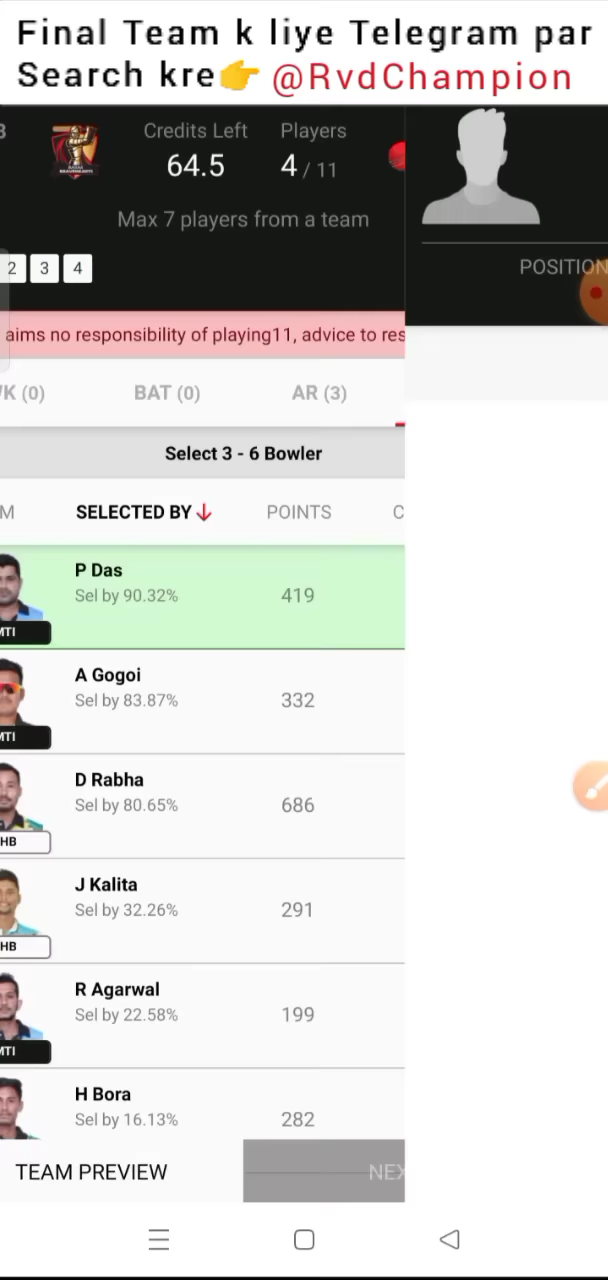 Final Team k liye Telegram par
Search kre👉 @RvdChampion
Credits Left
64.5
Players
4 / 11
Max 7 players from a team
2 3 4
POSITION
aims no responsibility of playing11, advice to res
K (0) BAT (0) AR (3)
Select 3 - 6 Bowler
M SELECTED BY ↓ POINTS C
P Das
Sel by 90.32% 419
MTI
A Gogoi
Sel by 83.87% 332
MTI
D Rabha
Sel by 80.65% 686
HB
J Kalita
Sel by 32.26% 291
HB
R Agarwal
Sel by 22.58% 199
MTI
H Bora
Sel by 16.13% 282
TEAM PREVIEW NEX